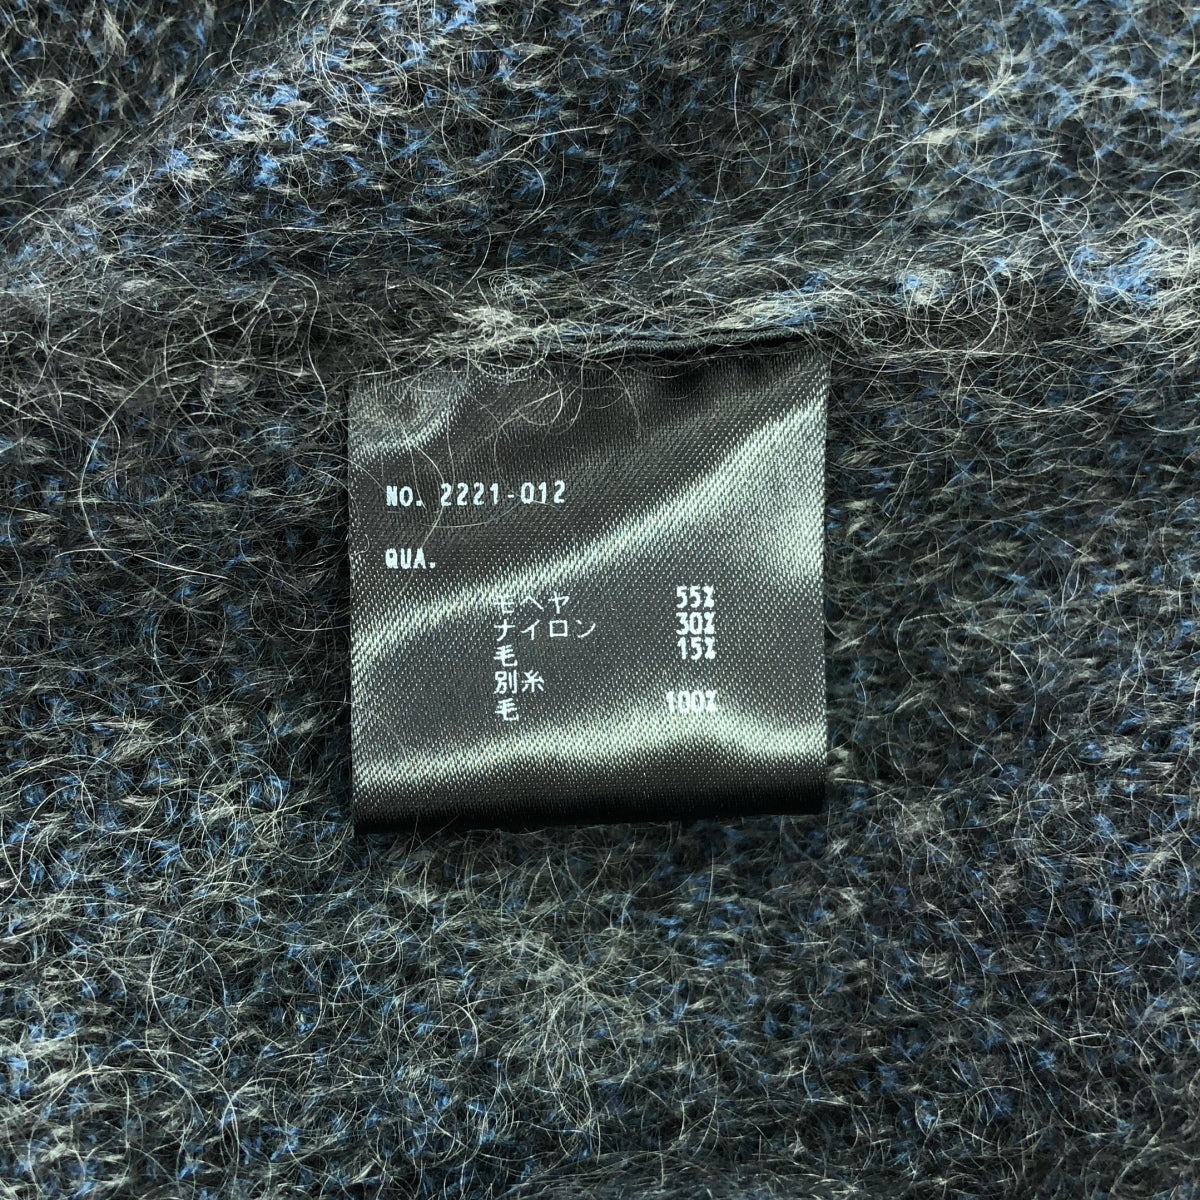 NO. 2221-012
QUA.
モヘヤ 55%
ナイロン 30%
毛 15%
別糸
毛 100%